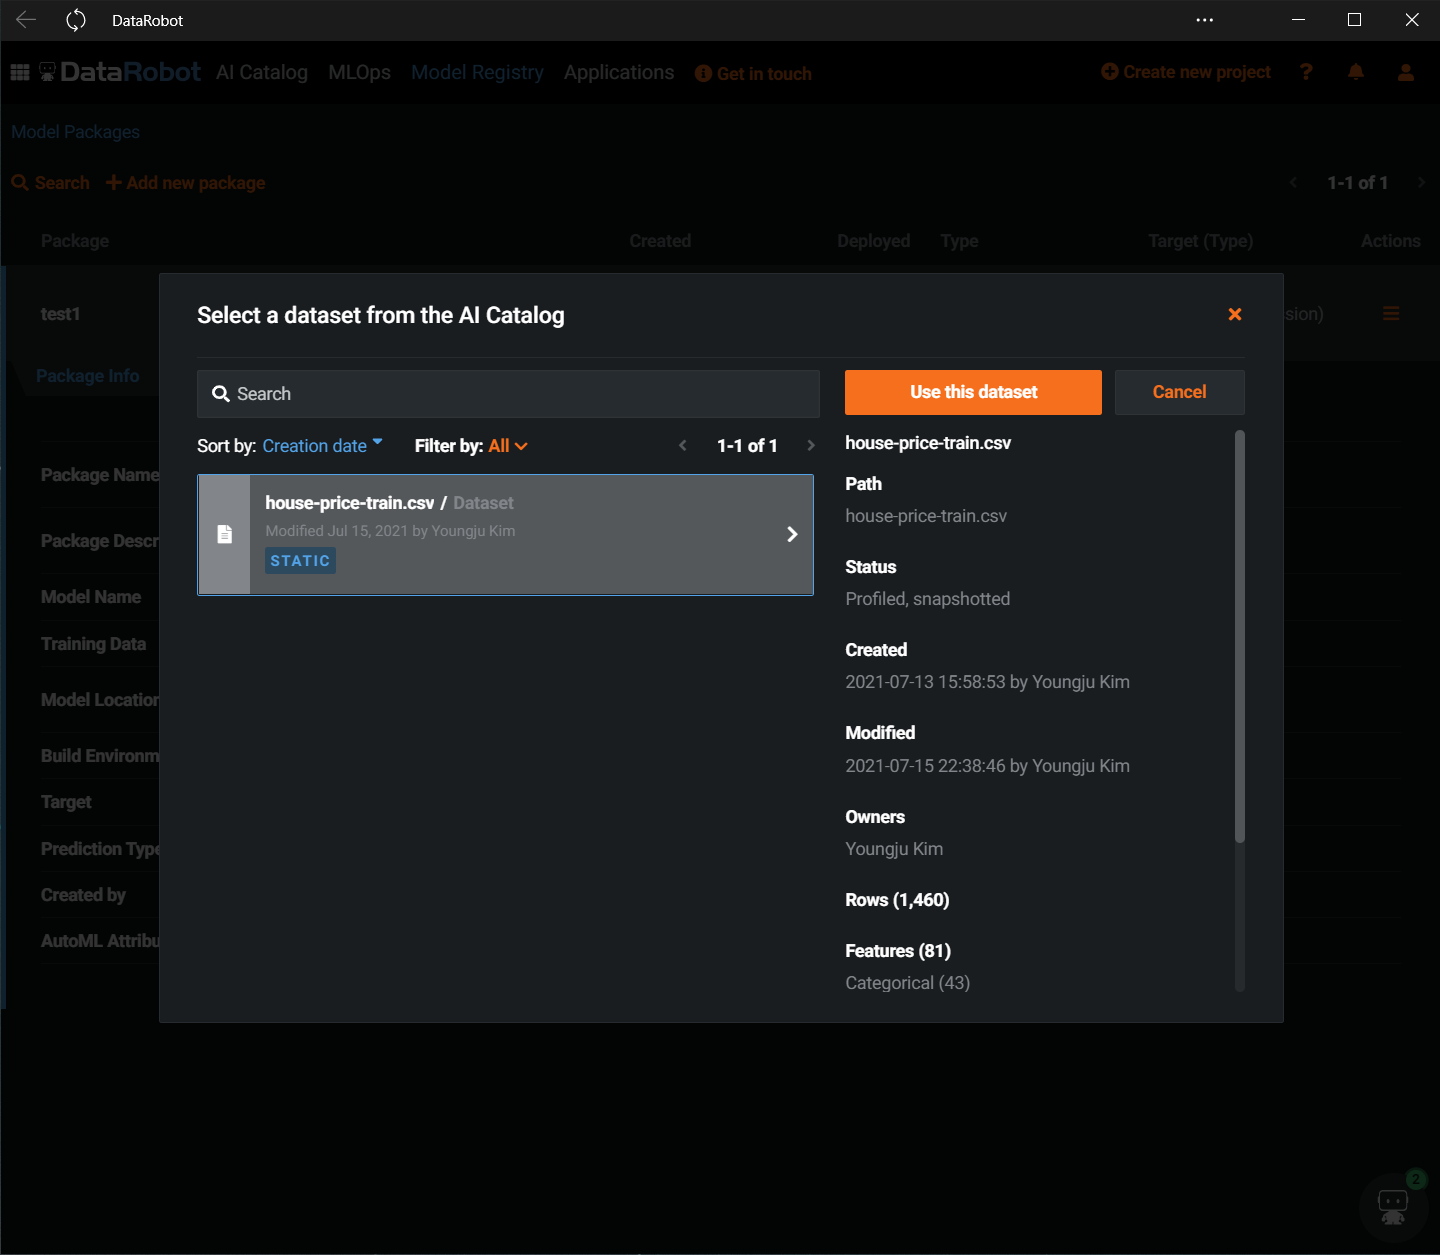 DataRobot
DataRobot AI Catalog MLOps Model Registry Applications Get in touch Create new project ?
Model Packages
Search Add new package 1-1 of 1
Package Created Deployed Type Target (Type) Actions
test1
Package Info
Package Name
Package Descr
Model Name
Training Data
Model Location
Build Environm
Target
Prediction Type
Created by
AutoML Attribu
sion)
Select a dataset from the AI Catalog
Search
Use this dataset
Cancel
Sort by: Creation date Filter by: All 1-1 of 1
house-price-train.csv / Dataset
Modified Jul 15, 2021 by Youngju Kim
STATIC
house-price-train.csv
Path
house-price-train.csv
Status
Profiled, snapshotted
Created
2021-07-13 15:58:53 by Youngju Kim
Modified
2021-07-15 22:38:46 by Youngju Kim
Owners
Youngju Kim
Rows (1,460)
Features (81)
Categorical (43)
2